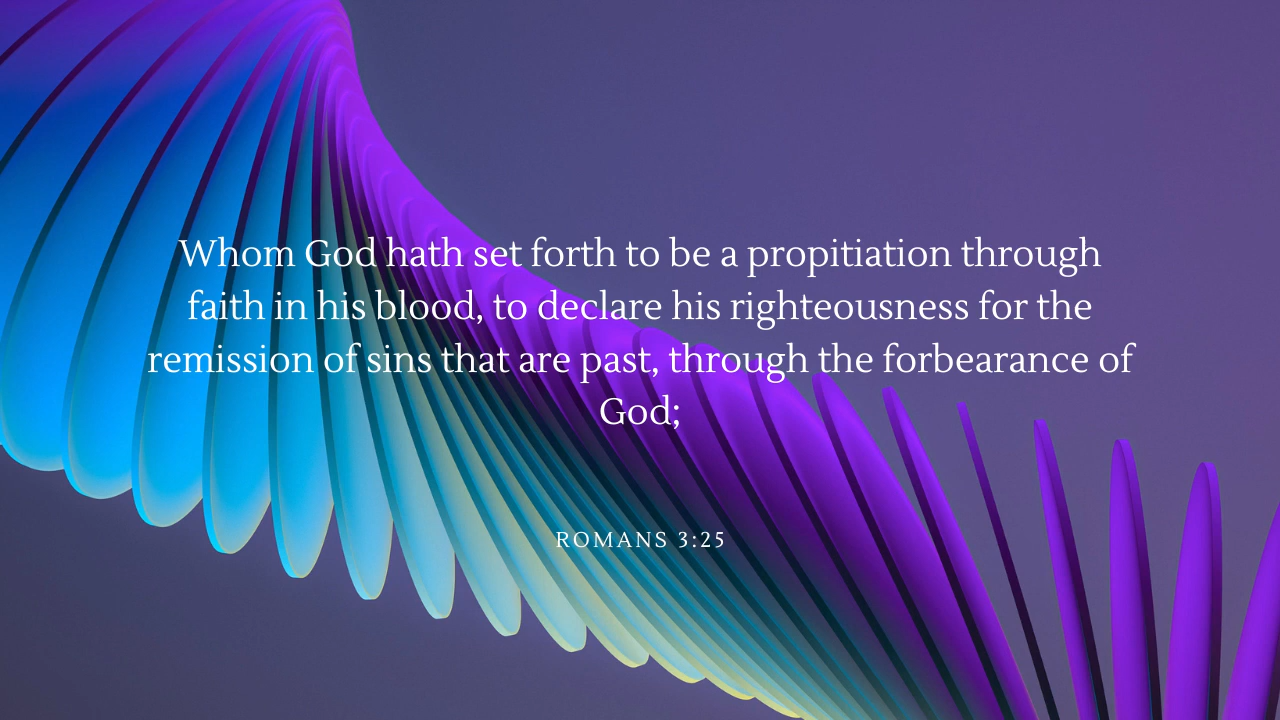 Whom God hath set forth to be a propitiation through
faith in his blood, to declare his righteousness for the
remission of sins that are past, through the forbearance of
God;
ROMANS 3:25